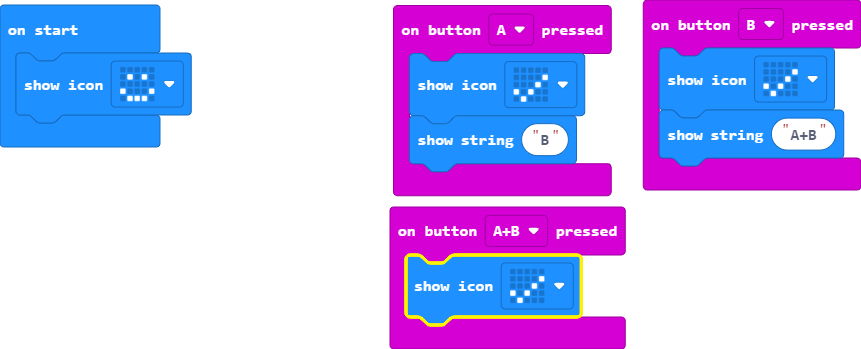 on start
show icon
on button A pressed
show icon
show string "B"
on button B pressed
show icon
show string "A+B"
on button A+B pressed
show icon